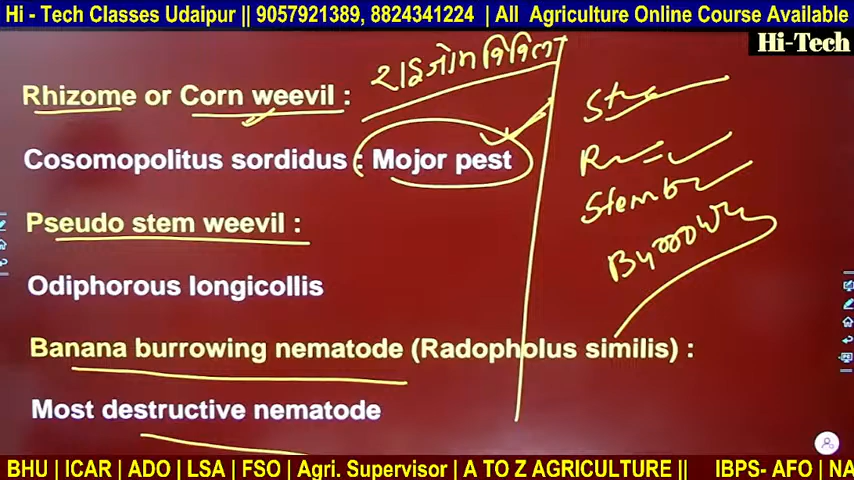 Hi - Tech Classes Udaipur || 9057921389, 8824341224 | All Agriculture Online Course Available
Hi-Tech
राइजोम विविल
Rhizome or Corn weevil :
Cosomopolitus sordidus : Mojor pest
Pseudo stem weevil :
Odiphorous longicollis
Banana burrowing nematode (Radopholus similis) :
Most destructive nematode
BHU | ICAR | ADO | LSA | FSO | Agri. Supervisor | A TO Z AGRICULTURE || IBPS- AFO | NA